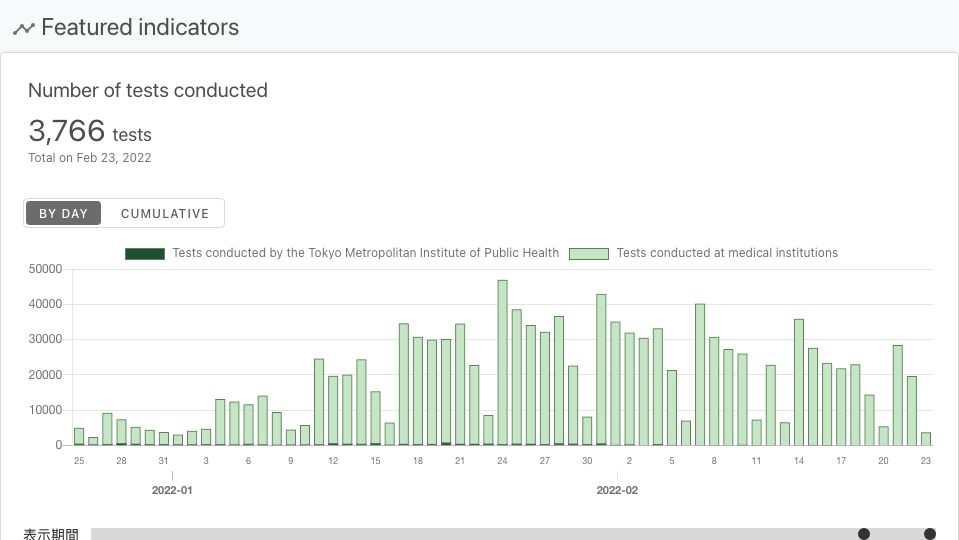 Featured indicators
Number of tests conducted
3,766 tests
Total on Feb 23, 2022
BY DAY CUMULATIVE
Tests conducted by the Tokyo Metropolitan Institute of Public Health Tests conducted at medical institutions
50000
40000
30000
20000
10000
0
25 28 31 3 6 9 12 15 18 21 24 27 30 2 5 8 11 14 17 20 23
2022-01 2022-02
表示期間